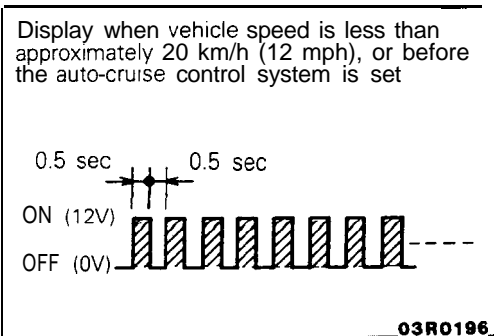 Display when vehicle speed is less than
approximately 20 km/h (12 mph), or before
the auto-cruise control system is set
0.5 sec 0.5 sec
ON (12V)
OFF (0V)
03R0196